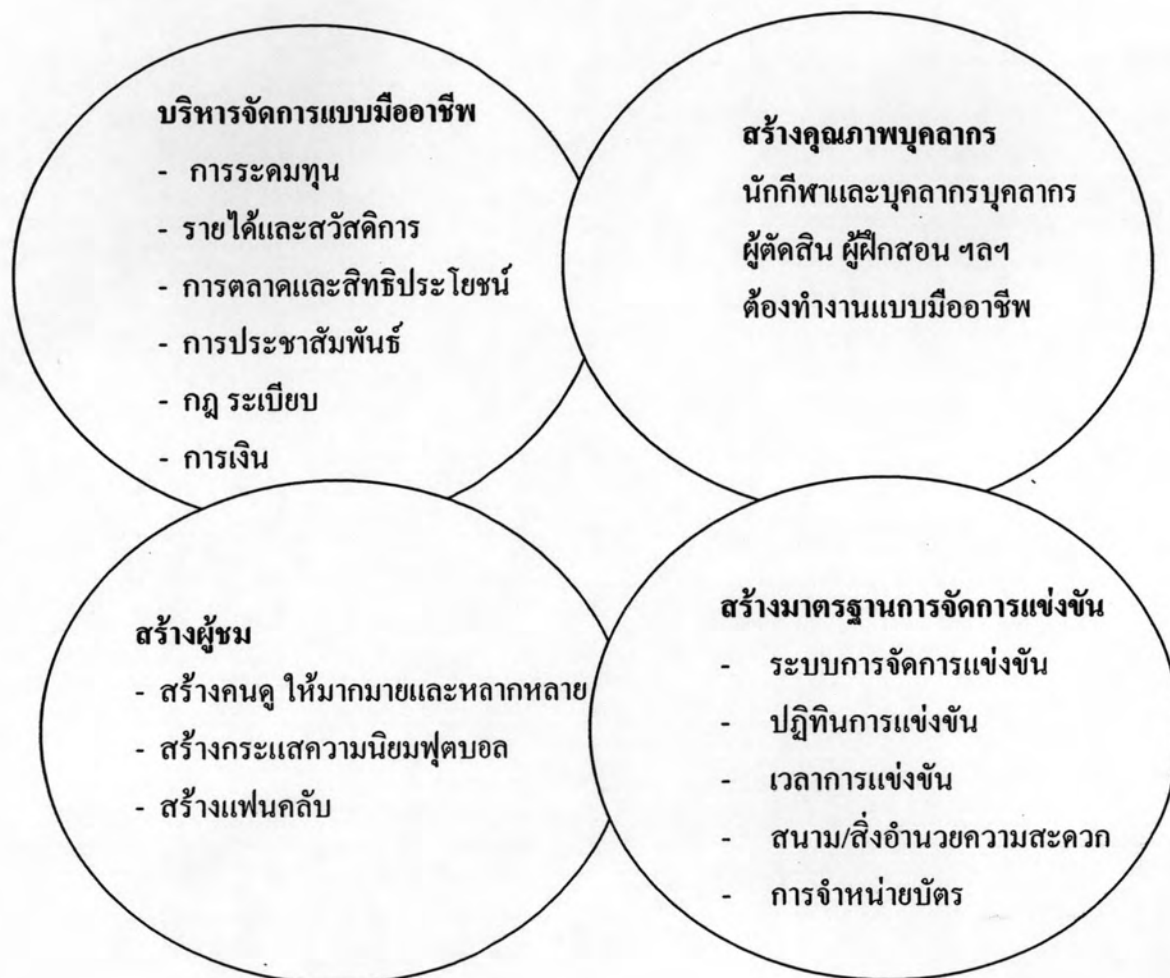 บริหารจัดการแบบมืออาชีพ
- การระคมทุน
- รายได้และสวัสดิการ
- การตลาดและสิทธิประโยชน์
- การประชาสัมพันธ์
- กฎ ระเบียบ
- การเงิน
สร้างคุณภาพบุคลากร
นักกีฬาและบุคลากรบุคลากร
ผู้ตัดสิน ผู้ฝึกสอน ฯลฯ
ต้องทำงานแบบมืออาชีพ
สร้างผู้ชม
- สร้างคนดู ให้มากมายและหลากหลาย
- สร้างกระแสความนิยมฟุตบอล
- สร้างแฟนคลับ
สร้างมาตรฐานการจัดการแข่งขัน
- ระบบการจัดการแข่งขัน
- ปฏิทินการแข่งขัน
- เวลาการแข่งขัน
- สนาม/สิ่งอำนวยความสะดวก
- การจำหน่ายบัตร